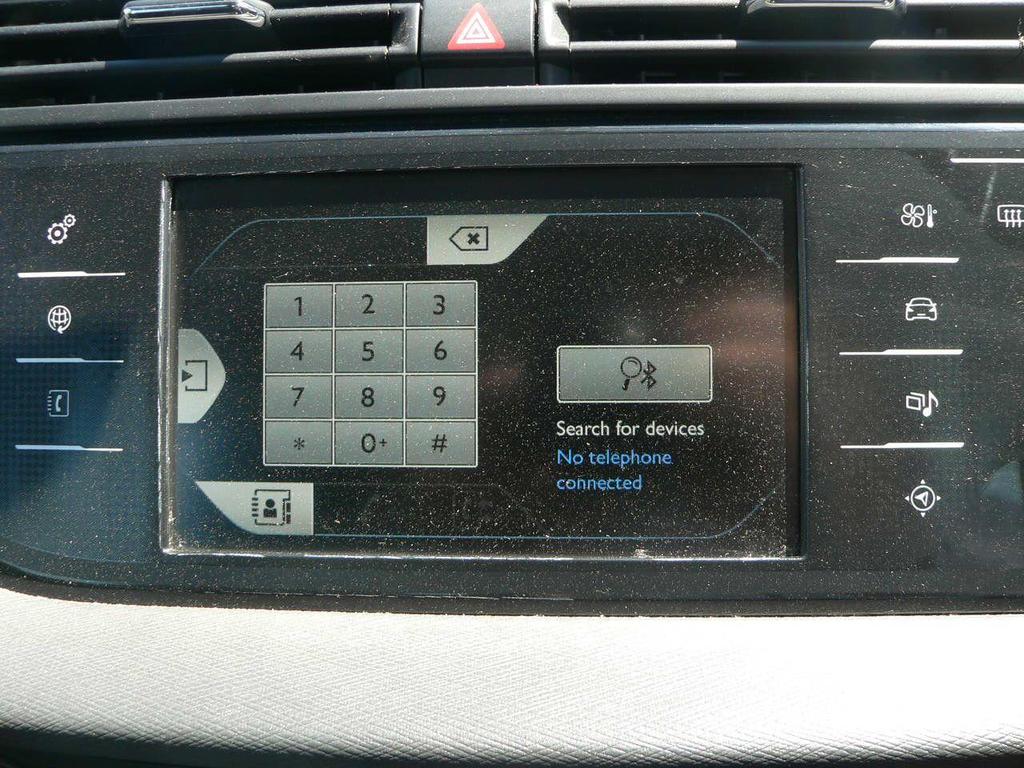 1 2 3
4 5 6
7 8 9
* 0+ #
Search for devices
No telephone
connected